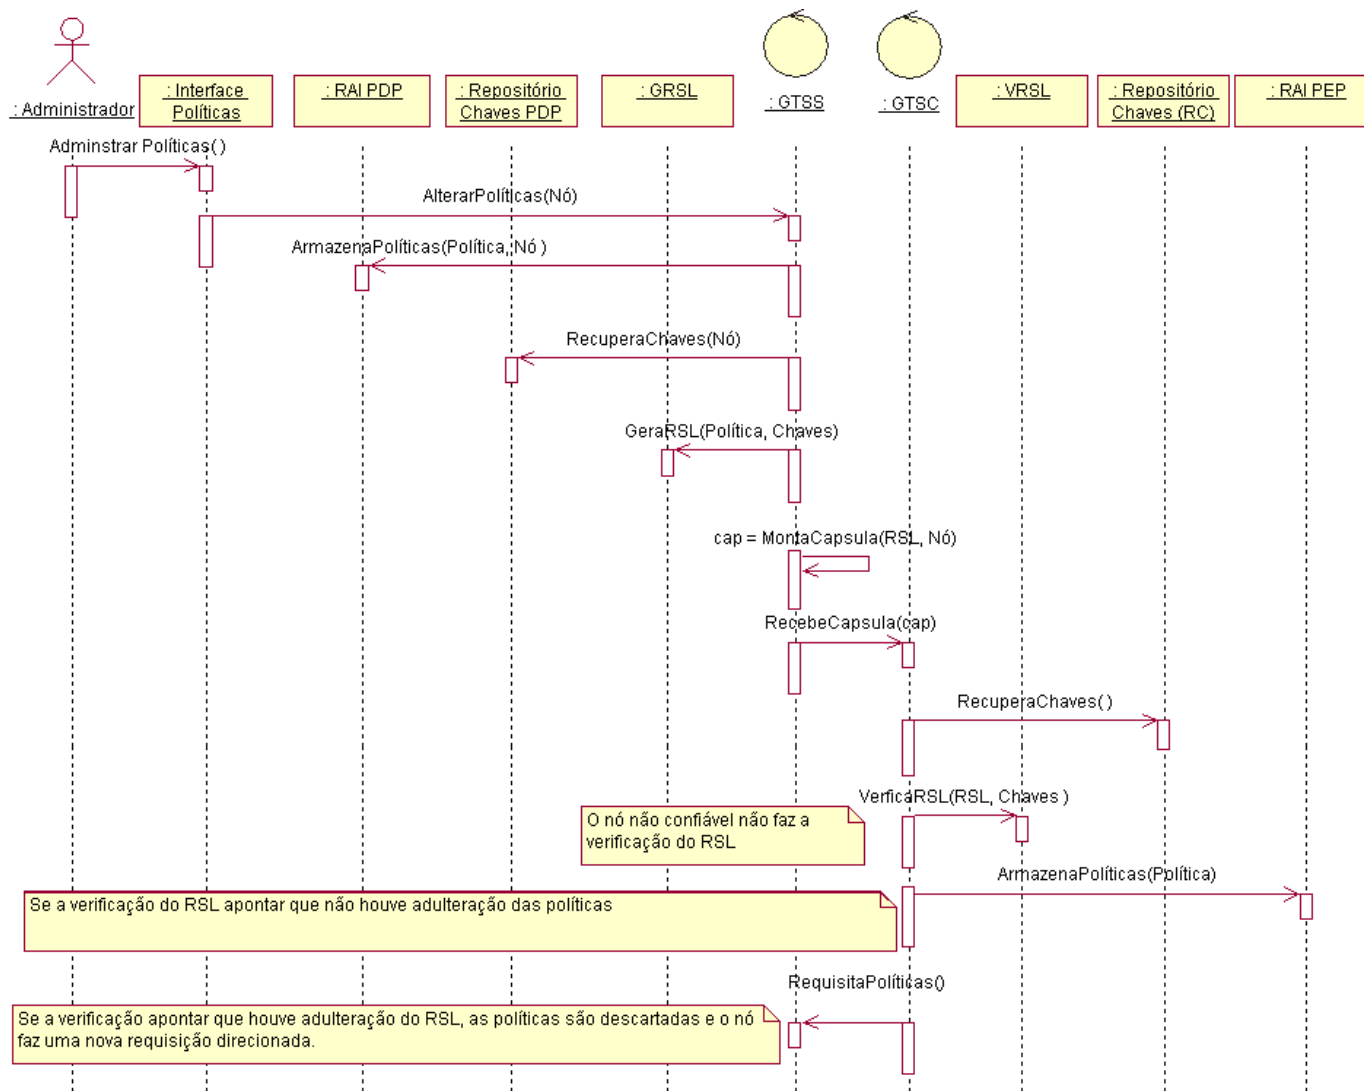 : Administrador
: Interface
Políticas
: RAI PDP
: Repositório
Chaves PDP
: GRSL
: GTSS
: GTSC
: VRSL
: Repositório
Chaves (RC)
: RAI PEP
Adminstrar Políticas( )
AlterarPolíticas(Nó)
ArmazenaPolíticas(Política, Nó )
RecuperaChaves(Nó)
GeraRSL(Política, Chaves)
cap = MontaCapsula(RSL, Nó)
RecebeCapsula(cap)
RecuperaChaves( )
VerficaRSL(RSL, Chaves )
O nó não confiável não faz a
verificação do RSL
ArmazenaPolíticas(Política)
Se a verificação do RSL apontar que não houve adulteração das políticas
RequisitaPolíticas()
Se a verificação apontar que houve adulteração do RSL, as políticas são descartadas e o nó
faz uma nova requisição direcionada.